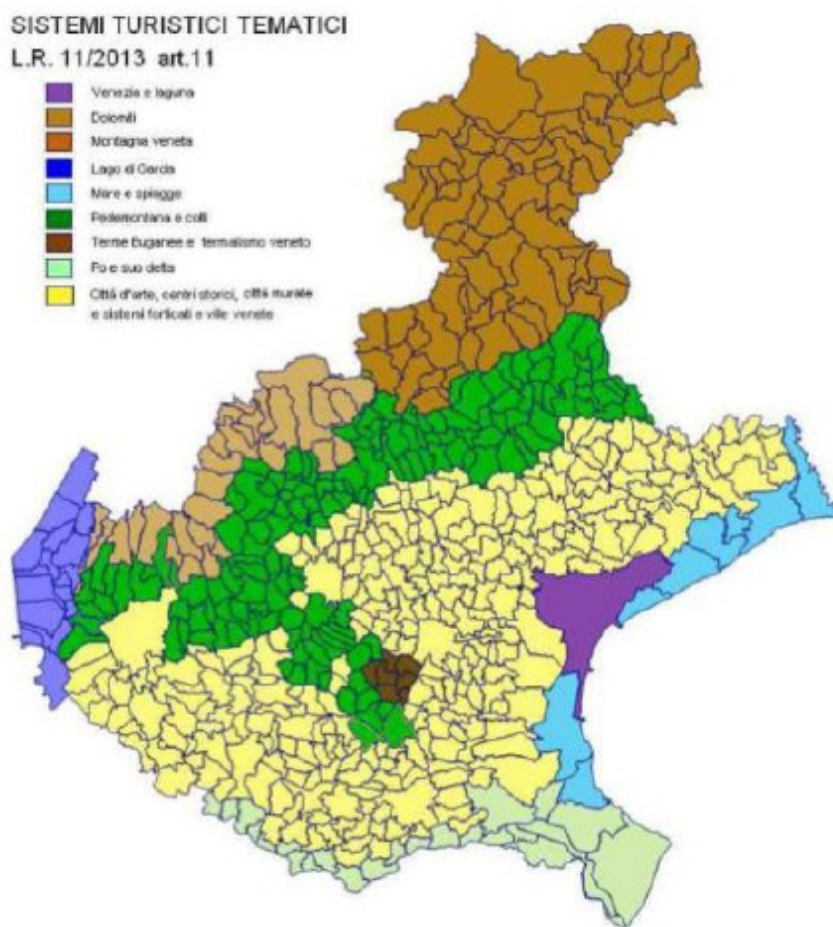 SISTEMI TURISTICI TEMATICI
L.R. 11/2013 art.11
Venezia e laguna
Dolomiti
Montagna veneta
Lago di Garda
Mare e spiagge
Pedemontana e colli
Terme Euganee e termalismo veneto
Po e suo delta
Città d'arte, centri storici, città murate
e sistemi fortificati e ville venete